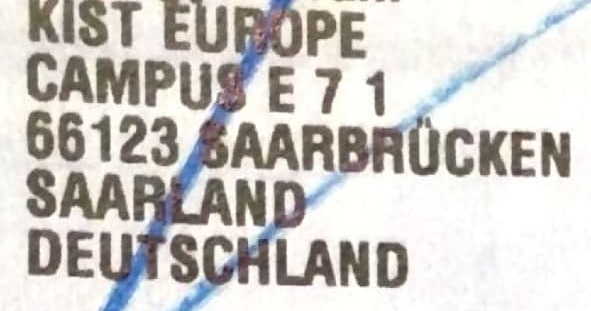 KIST EUROPE
CAMPUS E 7 1
66123 SAARBRÜCKEN
SAARLAND
DEUTSCHLAND